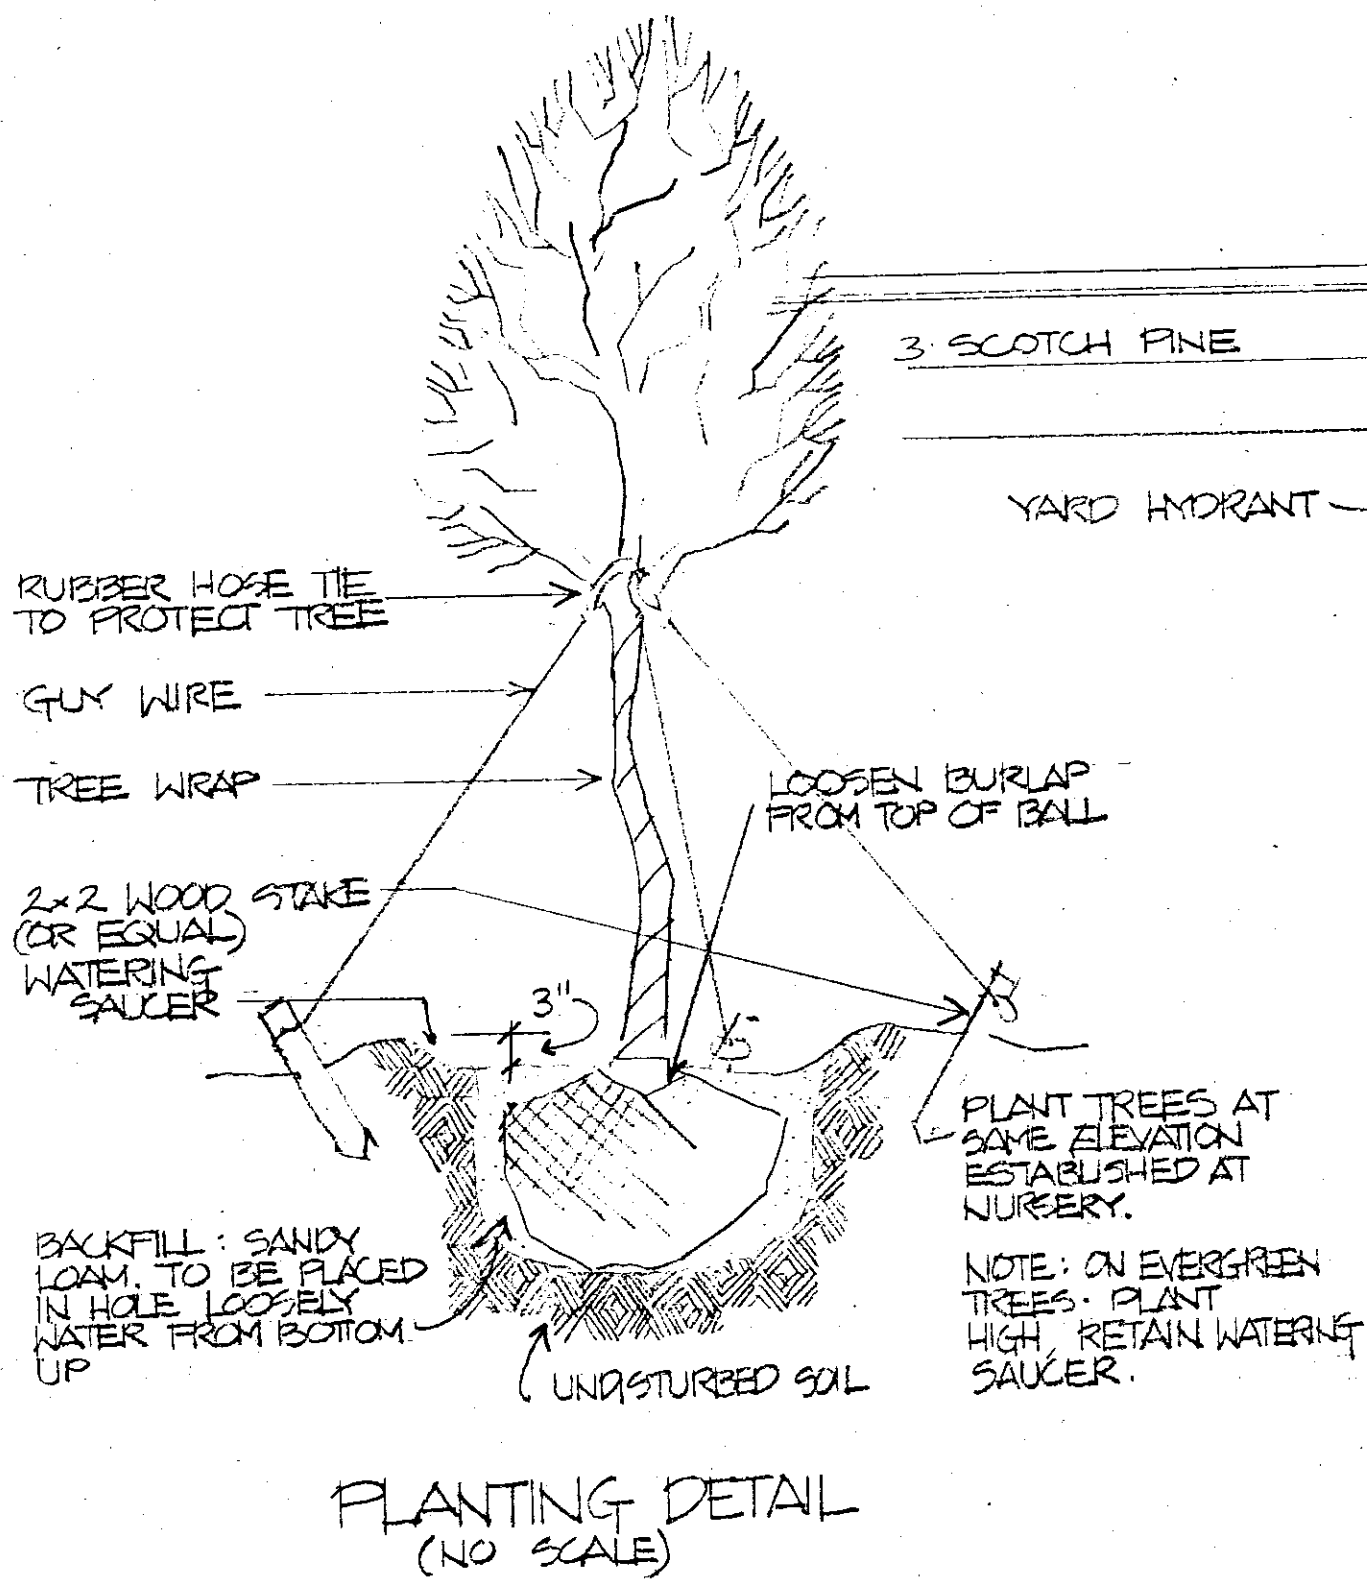 3 · SCOTCH PINE
YARD HYDRANT
RUBBER HOSE TIE
TO PROTECT TREE
GUY WIRE
TREE WRAP
LOOSEN BURLAP
FROM TOP OF BALL
2x2 WOOD STAKE
(OR EQUAL)
WATERING
SAUCER
3"
PLANT TREES AT
SAME ELEVATION
ESTABLISHED AT
NURSERY.
BACKFILL: SANDY
LOAM. TO BE PLACED
IN HOLE LOOSELY
WATER FROM BOTTOM
UP
NOTE: ON EVERGREEN
TREES · PLANT
HIGH, RETAIN WATERING
SAUCER.
UNDISTURBED SOIL
PLANTING DETAIL
(NO SCALE)